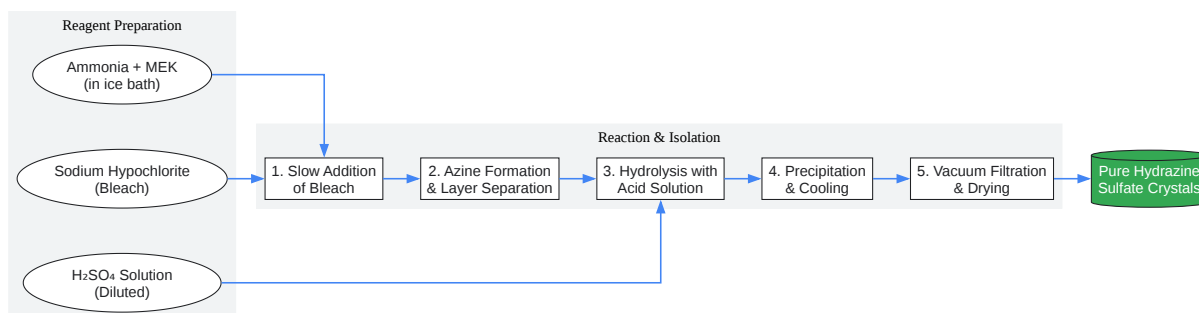 Reagent Preparation
Ammonia + MEK
(in ice bath)
Sodium Hypochlorite
(Bleach)
H₂SO₄ Solution
(Diluted)
Reaction & Isolation
1. Slow Addition
of Bleach
2. Azine Formation
& Layer Separation
3. Hydrolysis with
Acid Solution
4. Precipitation
& Cooling
5. Vacuum Filtration
& Drying
Pure Hydrazine
Sulfate Crystals